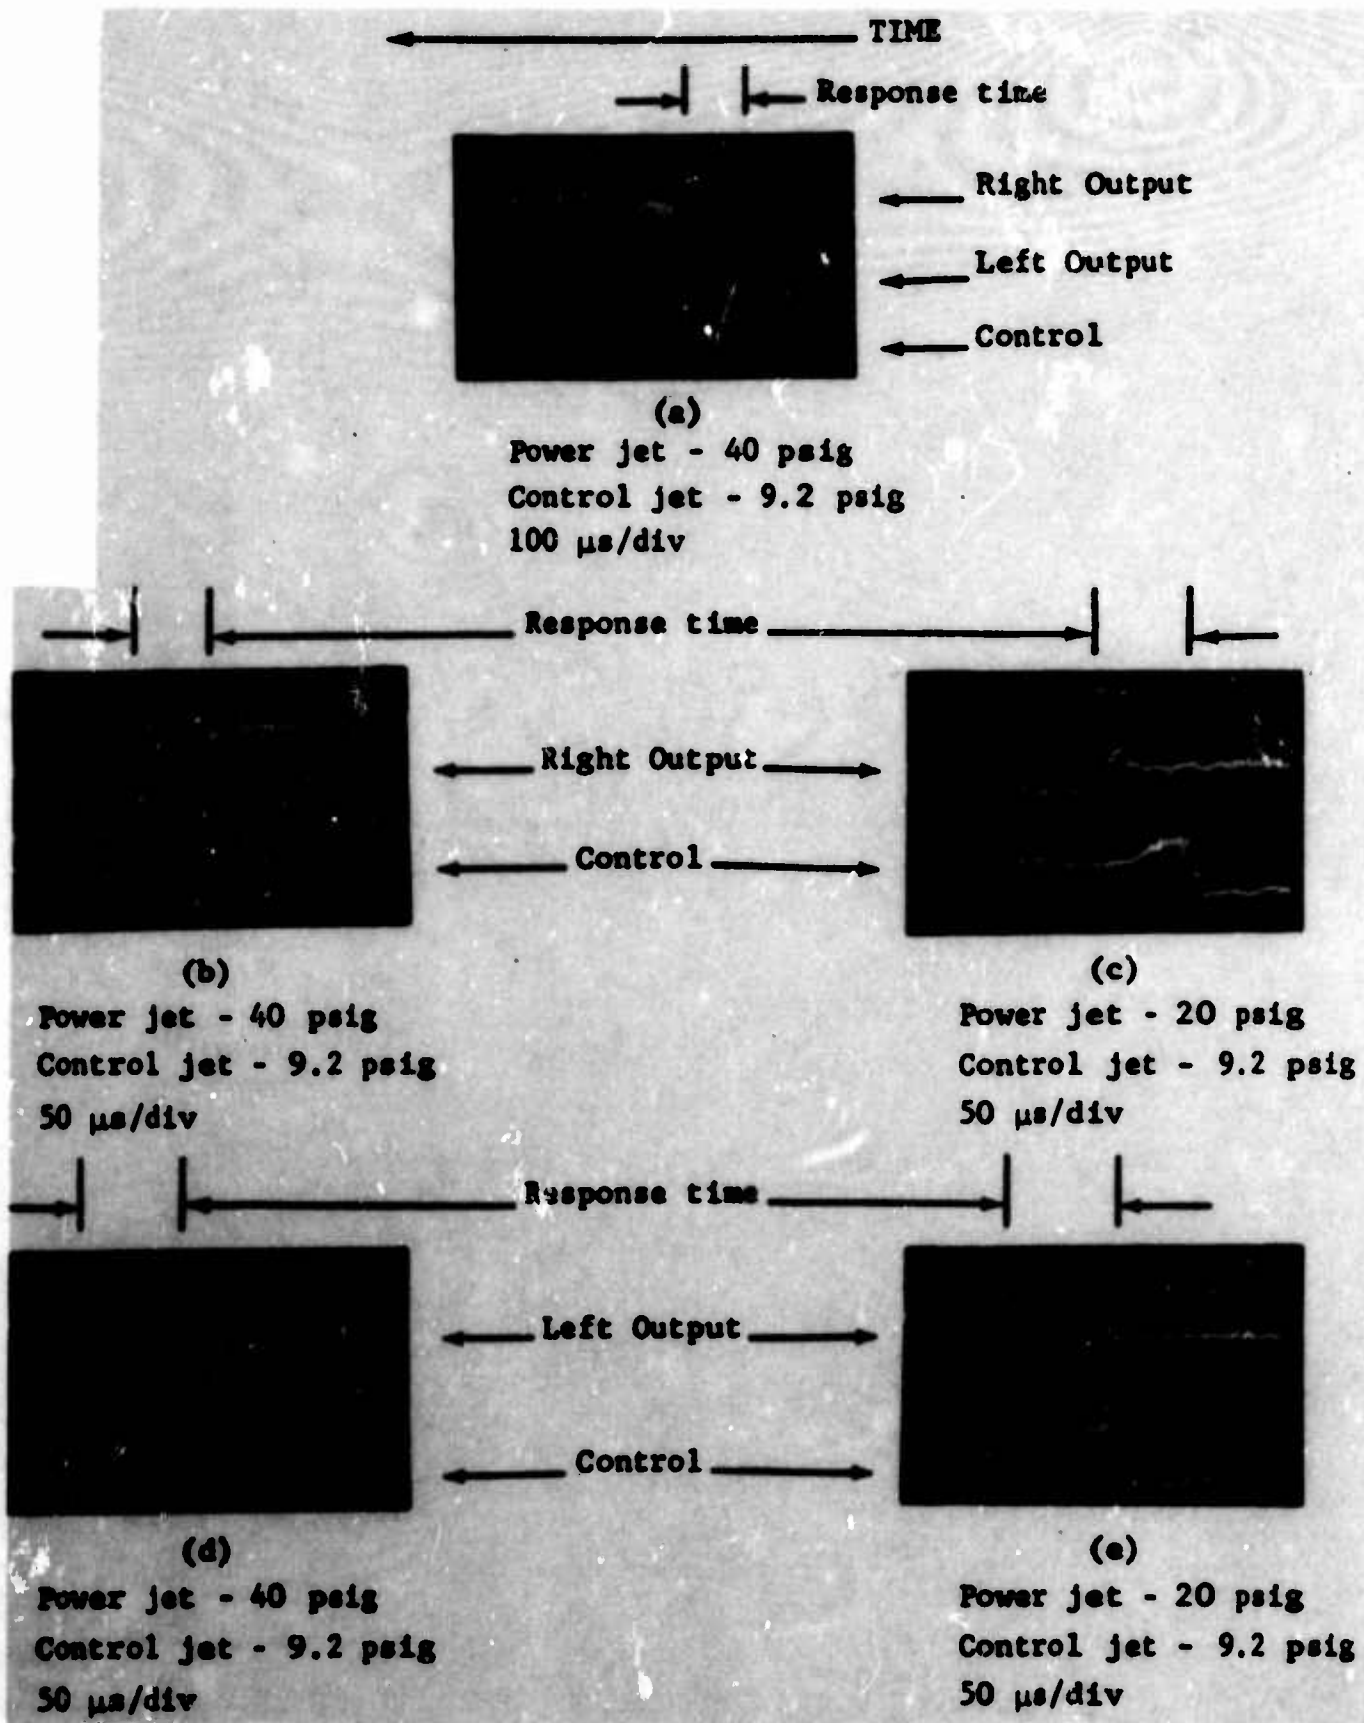 TIME
Response time
Right Output
Left Output
Control
(a)
Power jet - 40 psig
Control jet - 9.2 psig
100 μs/div
Response time
Right Output
Control
(b)
Power jet - 40 psig
Control jet - 9.2 psig
50 μs/div
(c)
Power jet - 20 psig
Control jet - 9.2 psig
50 μs/div
Response time
Left Output
Control
(d)
Power jet - 40 psig
Control jet - 9.2 psig
50 μs/div
(e)
Power jet - 20 psig
Control jet - 9.2 psig
50 μs/div